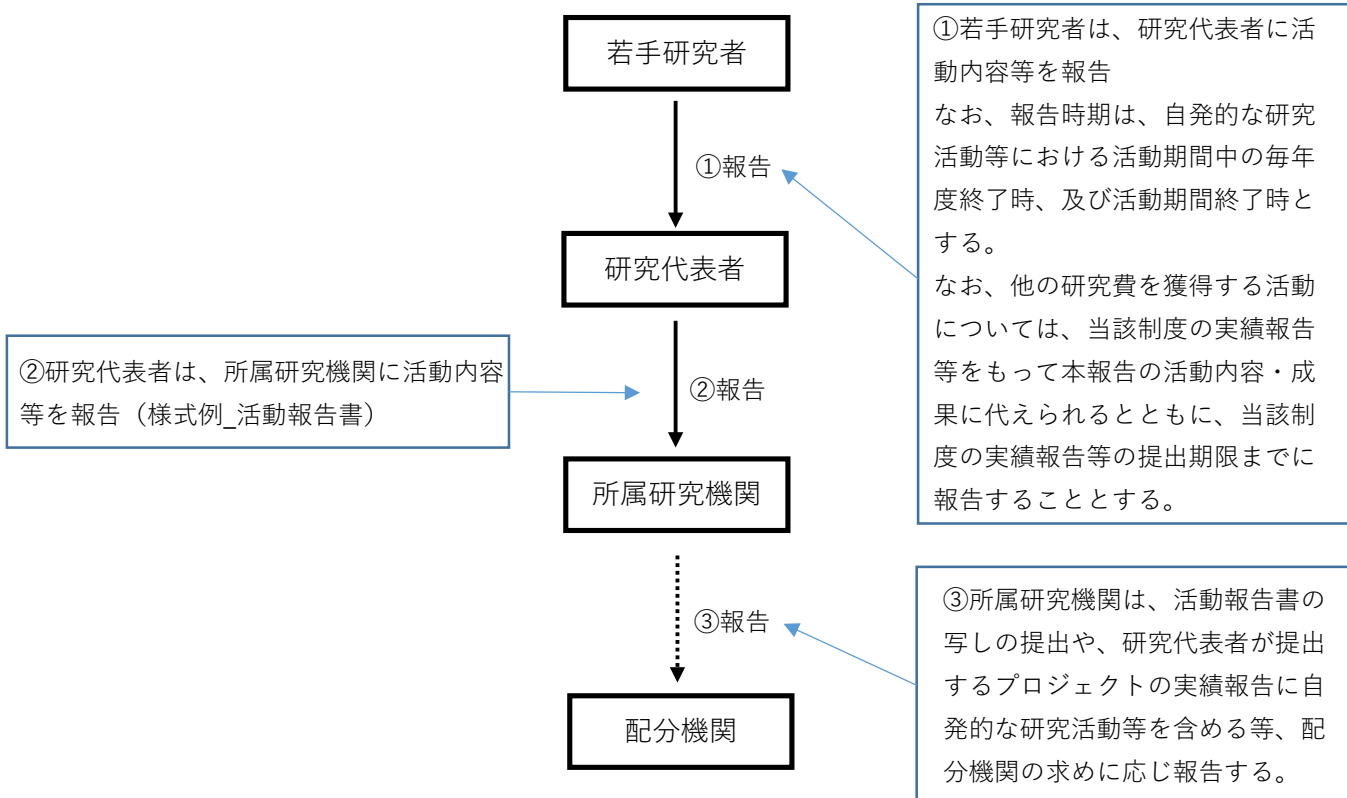 若手研究者
①報告
①若手研究者は、研究代表者に活
動内容等を報告
なお、報告時期は、自発的な研究
活動等における活動期間中の毎年
度終了時、及び活動期間終了時と
する。
なお、他の研究費を獲得する活動
については、当該制度の実績報告
等をもって本報告の活動内容・成
果に代えられるとともに、当該制
度の実績報告等の提出期限までに
報告することとする。
研究代表者
②研究代表者は、所属研究機関に活動内容
等を報告（様式例_活動報告書）
②報告
所属研究機関
③報告
③所属研究機関は、活動報告書の
写しの提出や、研究代表者が提出
するプロジェクトの実績報告に自
発的な研究活動等を含める等、配
分機関の求めに応じ報告する。
配分機関